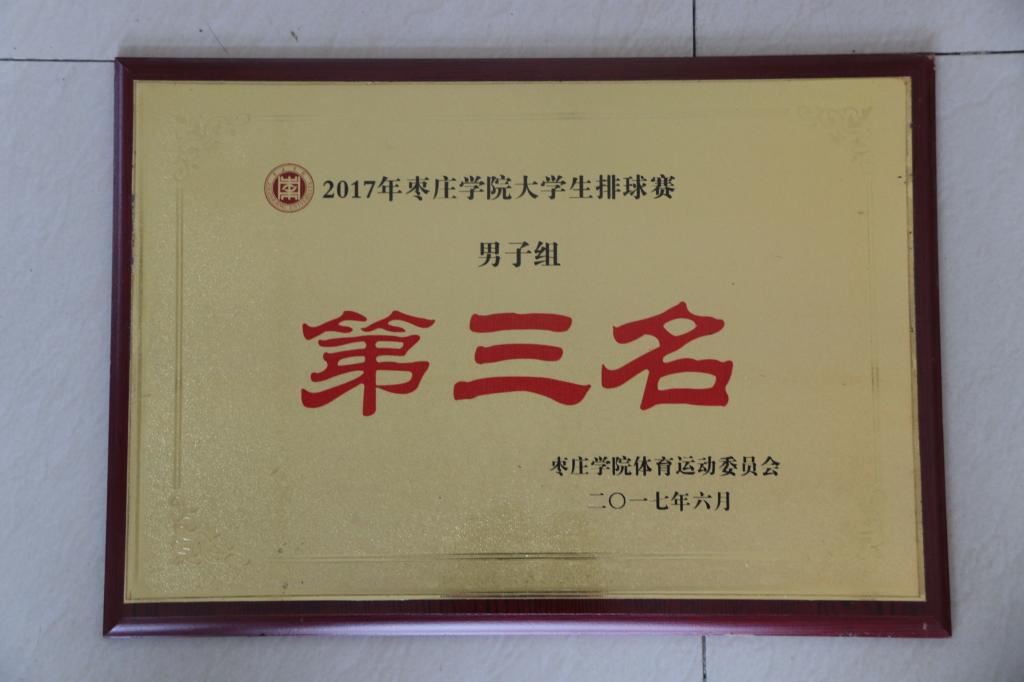 2017年枣庄学院大学生排球赛
男子组
第三名
枣庄学院体育运动委员会
二〇一七年六月